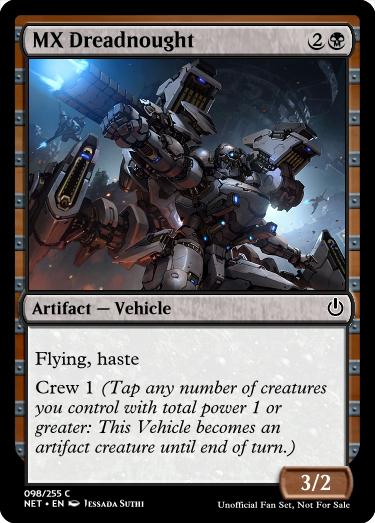 MX Dreadnought 2
Artifact — Vehicle
Flying, haste
Crew 1 (Tap any number of creatures
you control with total power 1 or
greater: This Vehicle becomes an
artifact creature until end of turn.)
3/2
098/255 C
NET • EN Jessada Suthi
Unofficial Fan Set, Not For Sale